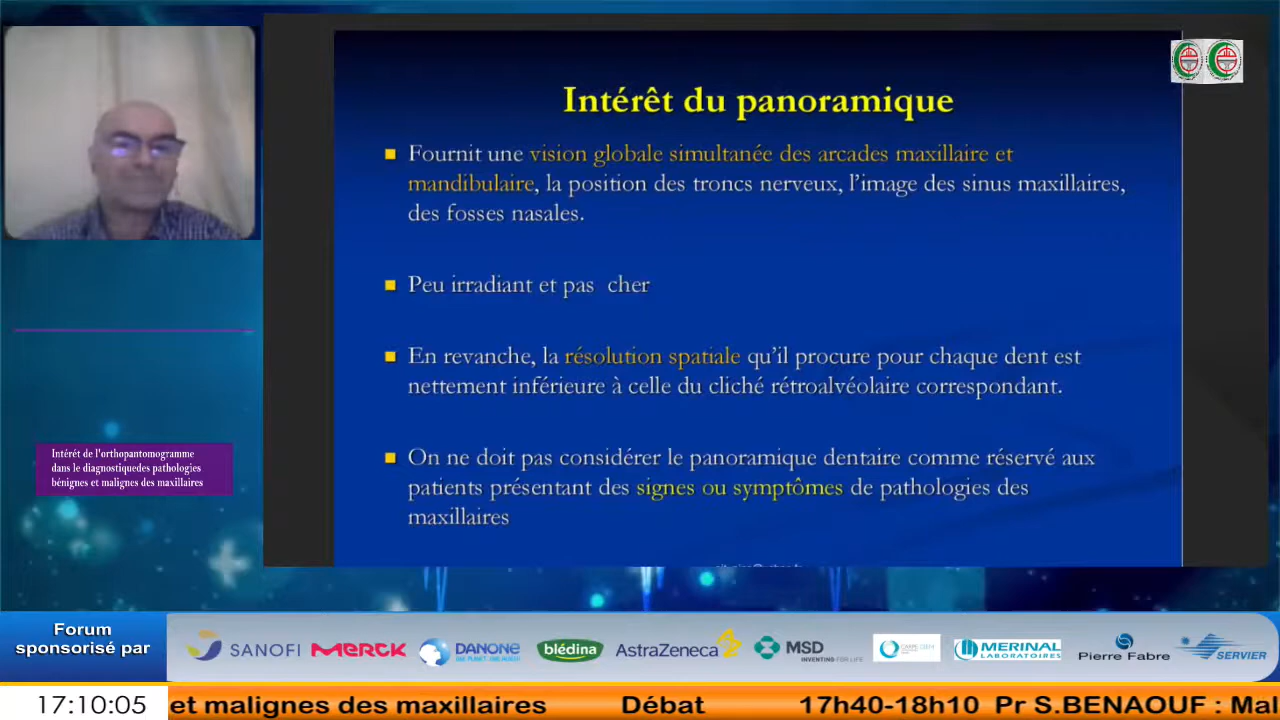 Intérêt du panoramique
Fournit une vision globale simultanée des arcades maxillaire et
mandibulaire, la position des troncs nerveux, l'image des sinus maxillaires,
des fosses nasales.
Peu irradiant et pas cher
En revanche, la résolution spatiale qu'il procure pour chaque dent est
nettement inférieure à celle du cliché rétroalvéolaire correspondant.
On ne doit pas considérer le panoramique dentaire comme réservé aux
patients présentant des signes ou symptômes de pathologies des
maxillaires
Intérét de l'orthopantomogramme
dans le diagnostiquedes pathologies
bénignes et malignes des maxillaires
Forum
sponsorisé par
SANOFI
MERCK
DANONE
blédina
AstraZeneca
MSD
INVENTING FOR LIFE
MERINAL
LABORATOIRES
Pierre Fabre
SERVIER
17:10:05
et malignes des maxillaires Débat 17h40-18h10 Pr S.BENAOUF : Mal